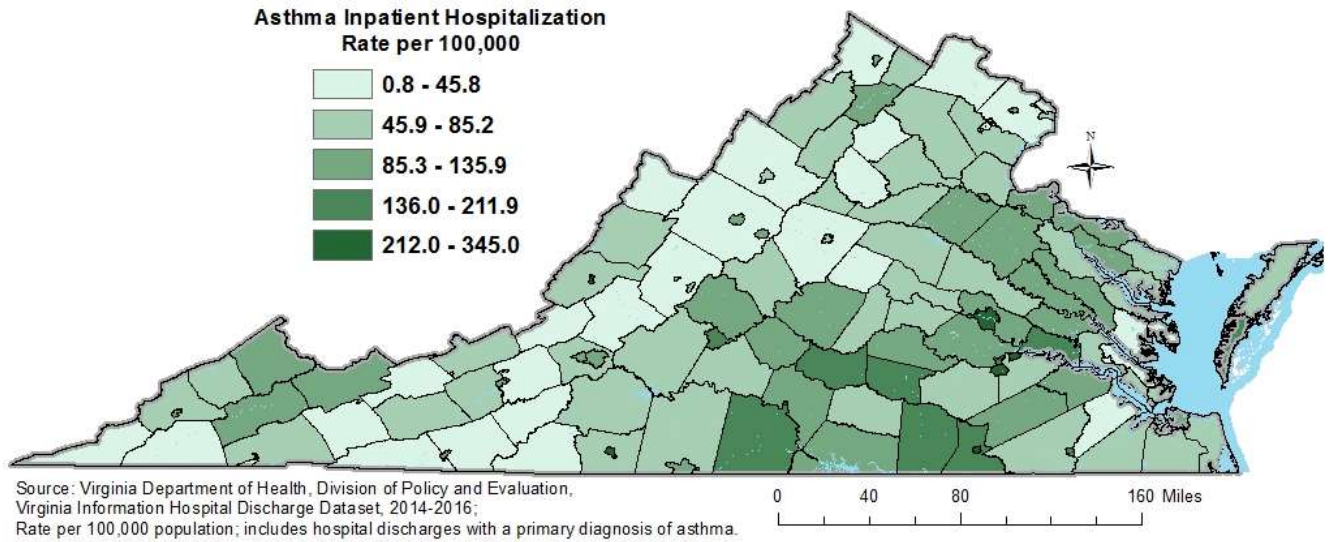 Asthma Inpatient Hospitalization
Rate per 100,000
0.8 - 45.8
45.9 - 85.2
85.3 - 135.9
136.0 - 211.9
212.0 - 345.0
N
Source: Virginia Department of Health, Division of Policy and Evaluation,
Virginia Information Hospital Discharge Dataset, 2014-2016;
Rate per 100,000 population; includes hospital discharges with a primary diagnosis of asthma.
0 40 80 160 Miles